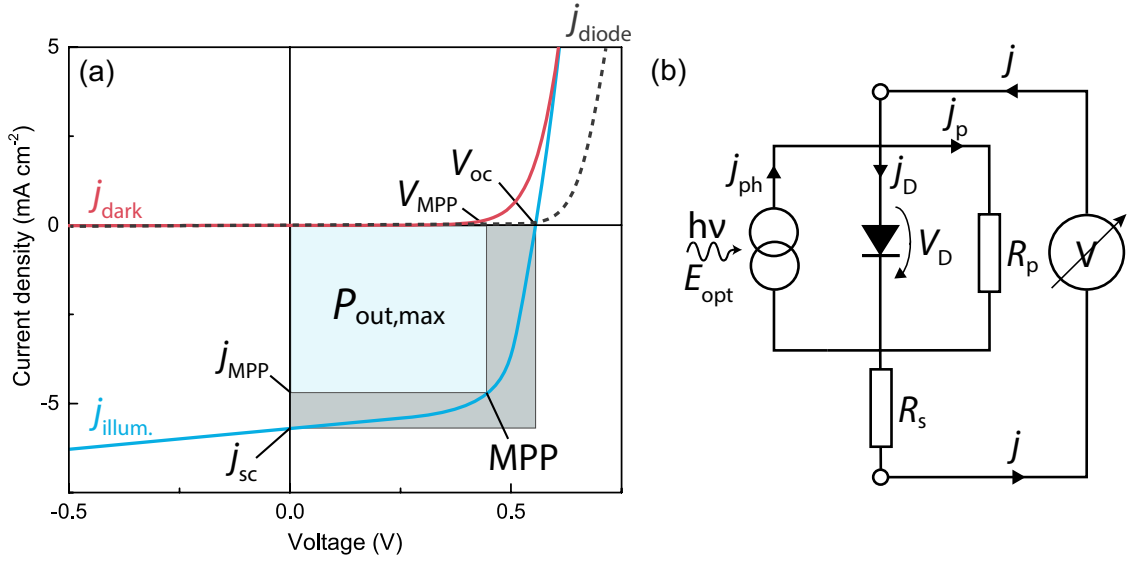 (a)
j_diode
5
0
-5
Current density (mA cm⁻²)
j_dark
V_oc
V_MPP
P_out,max
j_MPP
j_illum.
j_sc
MPP
-0.5
0.0
0.5
Voltage (V)
(b)
j
j_p
j_ph
j_D
hν
E_opt
V_D
R_p
V
R_s
j